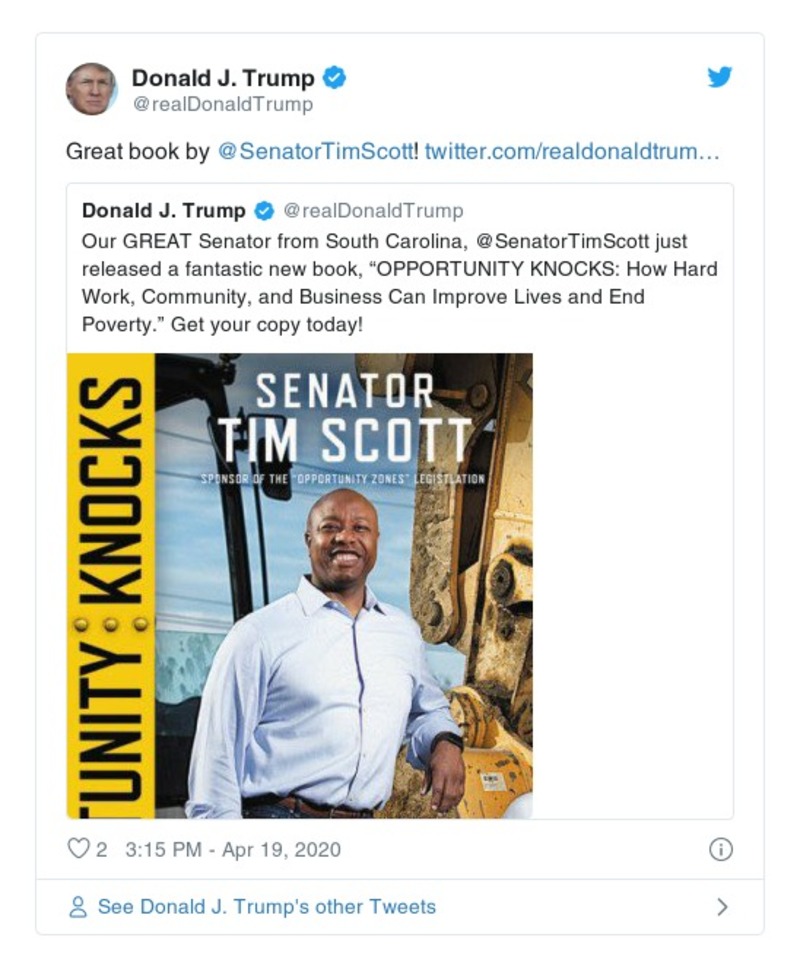 Donald J. Trump
@realDonaldTrump
Great book by @SenatorTimScott! twitter.com/realdonaldtrum…
Donald J. Trump @realDonaldTrump
Our GREAT Senator from South Carolina, @SenatorTimScott just
released a fantastic new book, “OPPORTUNITY KNOCKS: How Hard
Work, Community, and Business Can Improve Lives and End
Poverty.” Get your copy today!
TUNITY KNOCKS
SENATOR
TIM SCOTT
SPONSOR OF THE "OPPORTUNITY ZONES" LEGISTLATION
2 3:15 PM - Apr 19, 2020
See Donald J. Trump's other Tweets